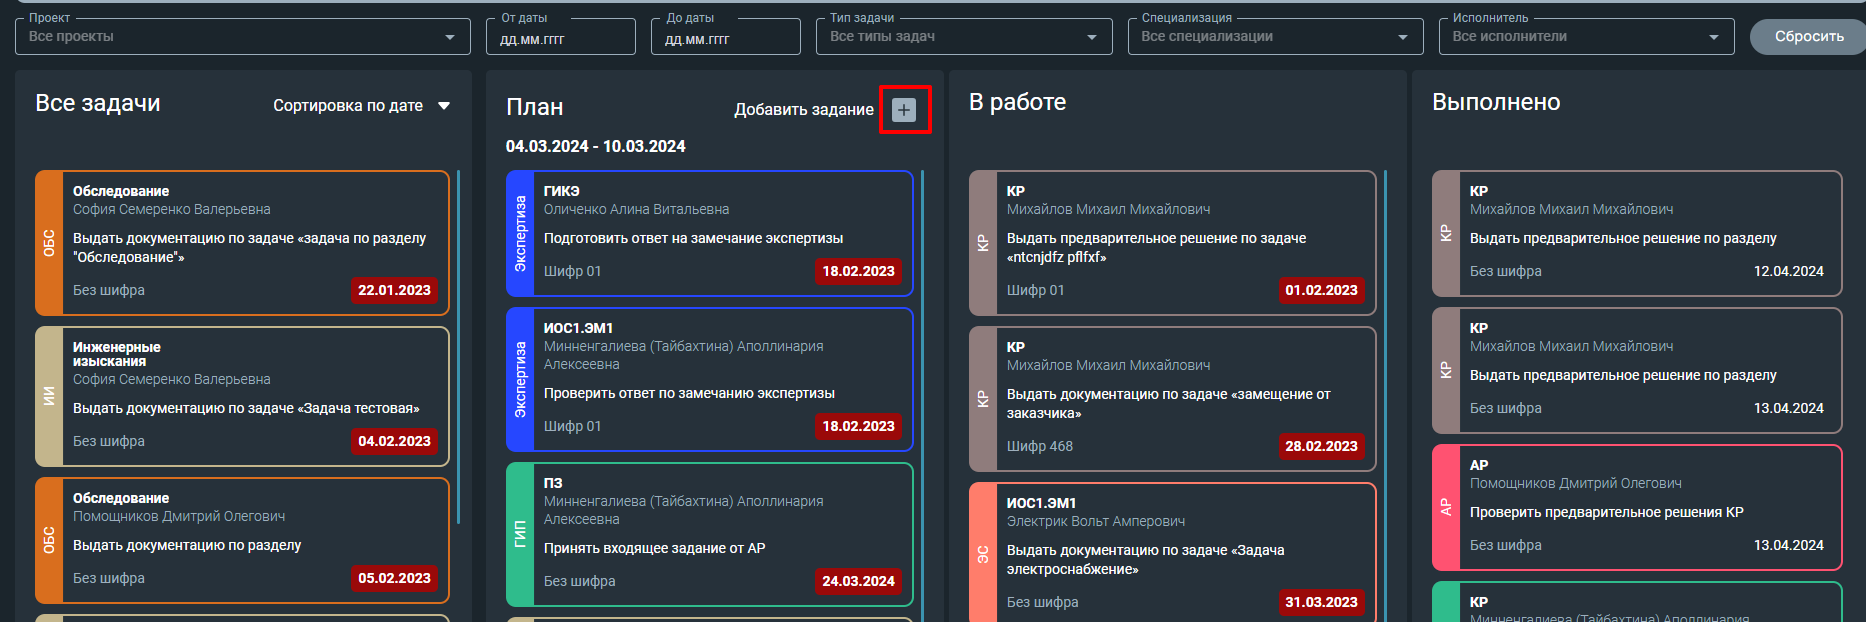 Проект
Все проекты
От даты
ДД.ММ.ГГГГ
До даты
ДД.ММ.ГГГГ
Тип задачи
Все типы задач
Специализация
Все специализации
Исполнитель
Все исполнители
Сбросить
Все задачи
Сортировка по дате
ОБС
Обследование
София Семеренко Валерьевна
Выдать документацию по задаче «задача по разделу
"Обследование"»
Без шифра
22.01.2023
ИИ
Инженерные
изыскания
София Семеренко Валерьевна
Выдать документацию по задаче «Задача тестовая»
Без шифра
04.02.2023
ОБС
Обследование
Помощников Дмитрий Олегович
Выдать документацию по разделу
Без шифра
05.02.2023
План
Добавить задание
+
04.03.2024 - 10.03.2024
Экспертиза
ГИКЭ
Оличенко Алина Витальевна
Подготовить ответ на замечание экспертизы
Шифр 01
18.02.2023
Экспертиза
ИОС1.ЭМ1
Минненгалиева (Тайбахтина) Аполлинария
Алексеевна
Проверить ответ по замечанию экспертизы
Шифр 01
18.02.2023
ГИП
ПЗ
Минненгалиева (Тайбахтина) Аполлинария
Алексеевна
Принять входящее задание от АР
Без шифра
24.03.2024
В работе
КР
КР
Михайлов Михаил Михайлович
Выдать предварительное решение по задаче
«ntcnjdfz pflfxf»
Шифр 01
01.02.2023
КР
КР
Михайлов Михаил Михайлович
Выдать документацию по задаче «замещение от
заказчика»
Шифр 468
28.02.2023
ЭС
ИОС1.ЭМ1
Электрик Вольт Амперович
Выдать документацию по задаче «Задача
электроснабжение»
Без шифра
31.03.2023
Выполнено
КР
КР
Михайлов Михаил Михайлович
Выдать предварительное решение по разделу
Без шифра
12.04.2024
КР
КР
Михайлов Михаил Михайлович
Выдать предварительное решение по разделу
Без шифра
13.04.2024
АР
АР
Помощников Дмитрий Олегович
Проверить предварительное решения КР
Без шифра
13.04.2024
КР
Минненгалиева (Тайбахтина) Аполлинария